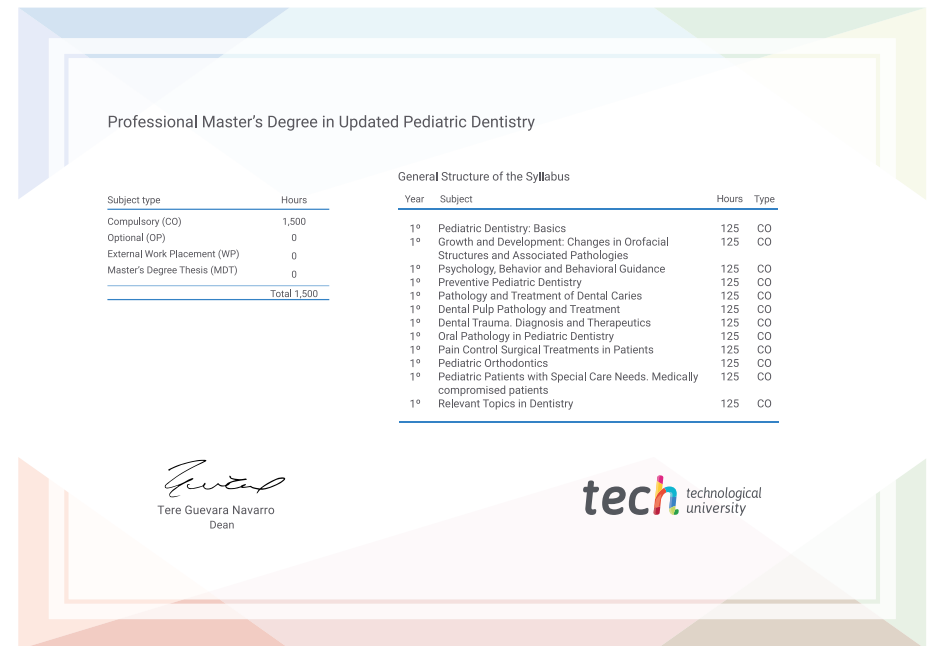 Professional Master’s Degree in Updated Pediatric Dentistry
General Structure of the Syllabus
Subject type Hours
Compulsory (CO) 1,500
Optional (OP) 0
External Work Placement (WP) 0
Master’s Degree Thesis (MDT) 0
Total 1,500
Year Subject Hours Type
1º Pediatric Dentistry: Basics 125 CO
1º Growth and Development: Changes in Orofacial 125 CO
Structures and Associated Pathologies
1º Psychology, Behavior and Behavioral Guidance 125 CO
1º Preventive Pediatric Dentistry 125 CO
1º Pathology and Treatment of Dental Caries 125 CO
1º Dental Pulp Pathology and Treatment 125 CO
1º Dental Trauma. Diagnosis and Therapeutics 125 CO
1º Oral Pathology in Pediatric Dentistry 125 CO
1º Pain Control Surgical Treatments in Patients 125 CO
1º Pediatric Orthodontics 125 CO
1º Pediatric Patients with Special Care Needs. Medically 125 CO
compromised patients
1º Relevant Topics in Dentistry 125 CO
Tere Guevara Navarro
Dean
tech technological
university